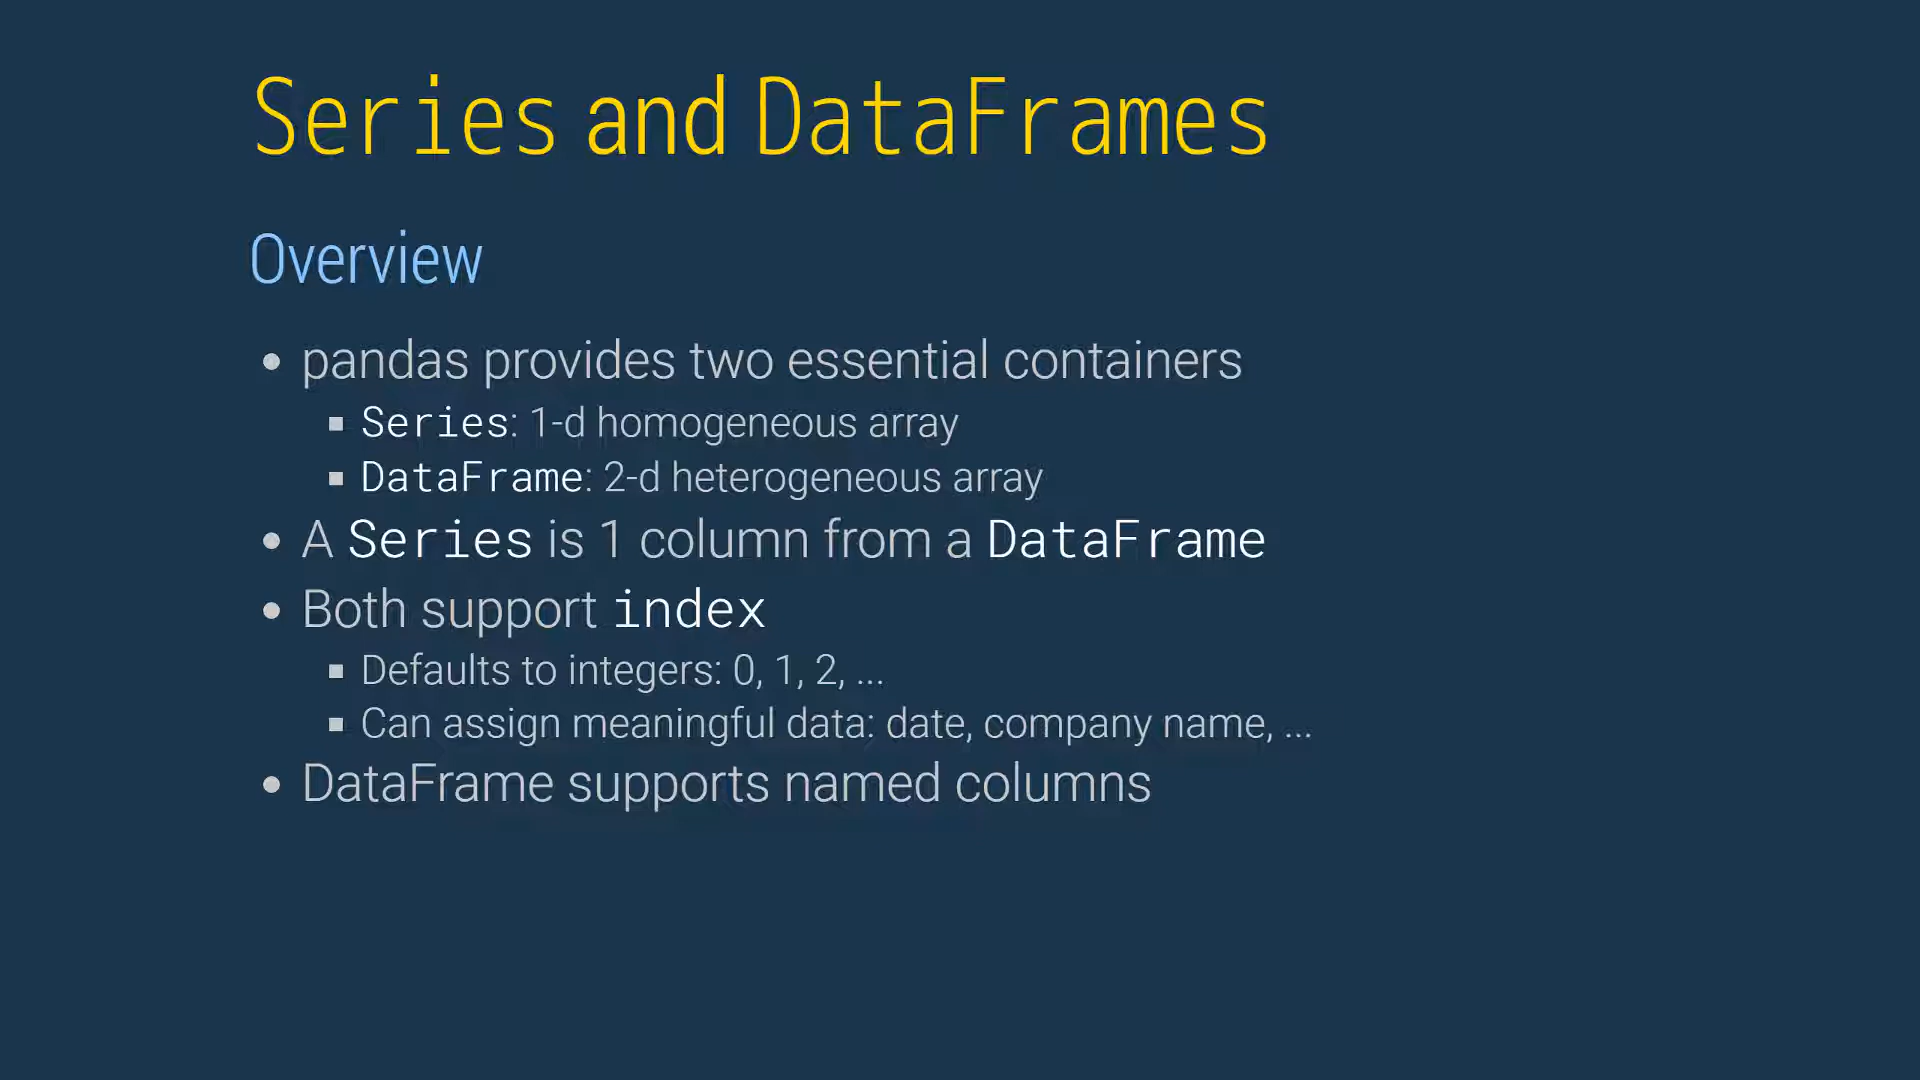 Series and DataFrames
Overview
• pandas provides two essential containers
▪ Series: 1-d homogeneous array
▪ DataFrame: 2-d heterogeneous array
• A Series is 1 column from a DataFrame
• Both support index
▪ Defaults to integers: 0, 1, 2, ...
▪ Can assign meaningful data: date, company name, ...
• DataFrame supports named columns